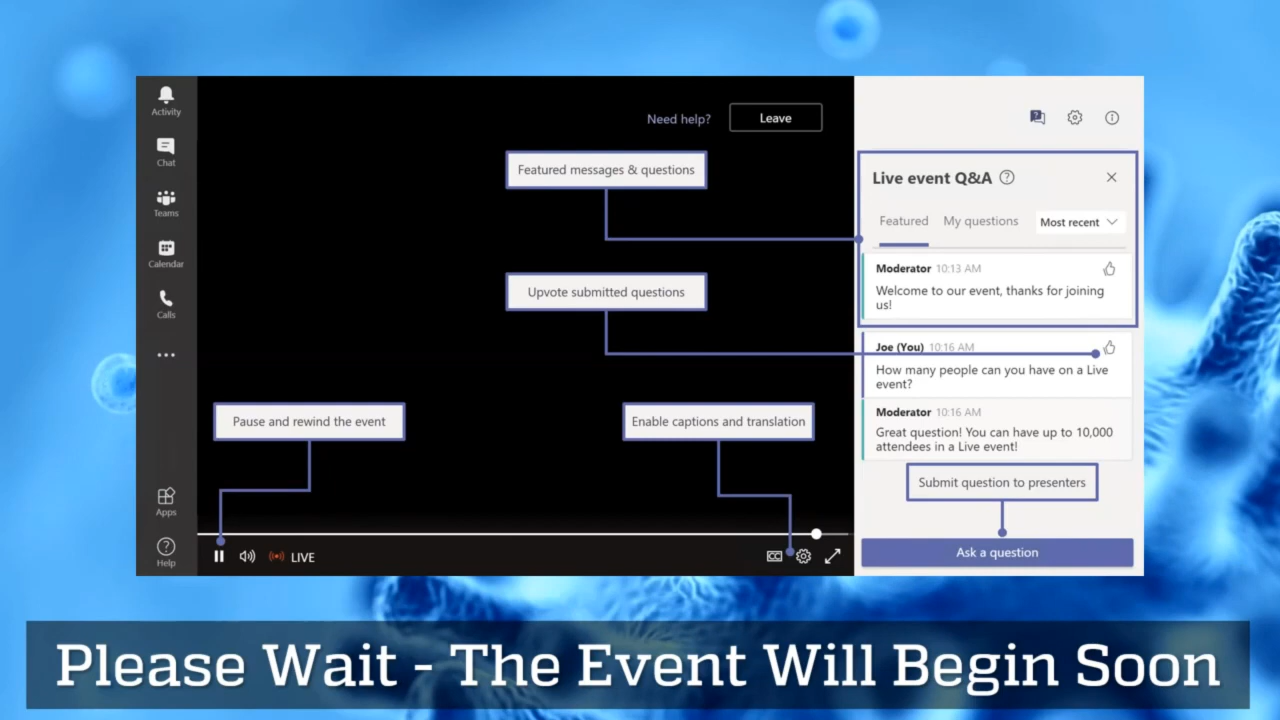 Activity
Chat
Teams
Calendar
Calls
Apps
Help
Need help?
Leave
Featured messages & questions
Upvote submitted questions
Pause and rewind the event
Enable captions and translation
LIVE
CC
Live event Q&A
Featured
My questions
Most recent
Moderator 10:13 AM
Welcome to our event, thanks for joining
us!
Joe (You) 10:16 AM
How many people can you have on a Live
event?
Moderator 10:16 AM
Great question! You can have up to 10,000
attendees in a Live event!
Submit question to presenters
Ask a question
Please Wait - The Event Will Begin Soon